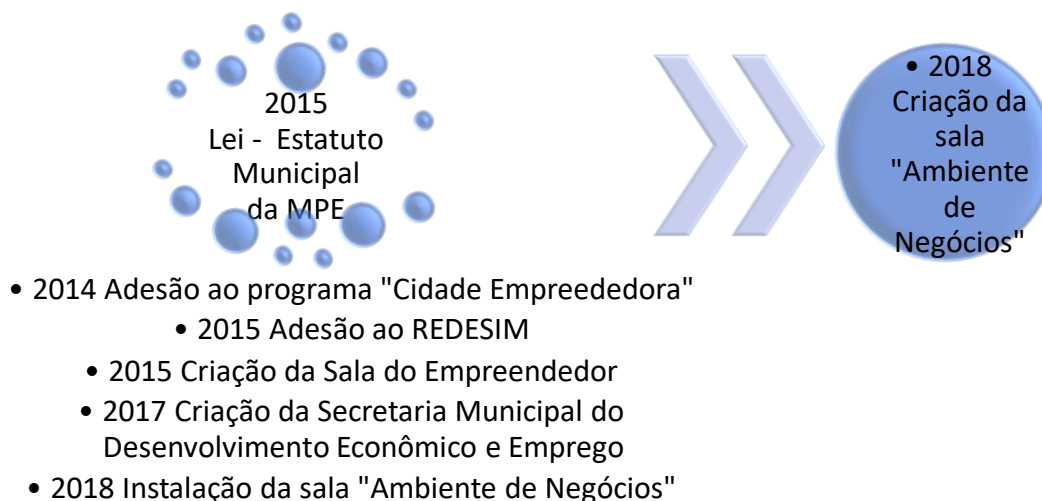 2015
Lei - Estatuto
Municipal
da MPE
• 2014 Adesão ao programa "Cidade Empreededora"
• 2015 Adesão ao REDESIM
• 2015 Criação da Sala do Empreendedor
• 2017 Criação da Secretaria Municipal do
Desenvolvimento Econômico e Emprego
• 2018 Instalação da sala "Ambiente de Negócios"
• 2018
Criação da
sala
"Ambiente
de
Negócios"